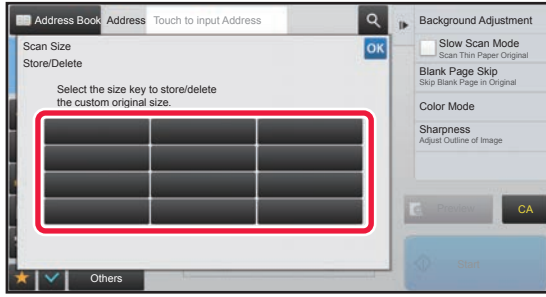 Address Book Address Touch to input Address
Scan Size
OK
Store/Delete
Select the size key to store/delete
the custom original size.
Others
Background Adjustment
Slow Scan Mode
Scan Thin Paper Original
Blank Page Skip
Skip Blank Page in Original
Color Mode
Sharpness
Adjust Outline of Image
Preview
CA
Start